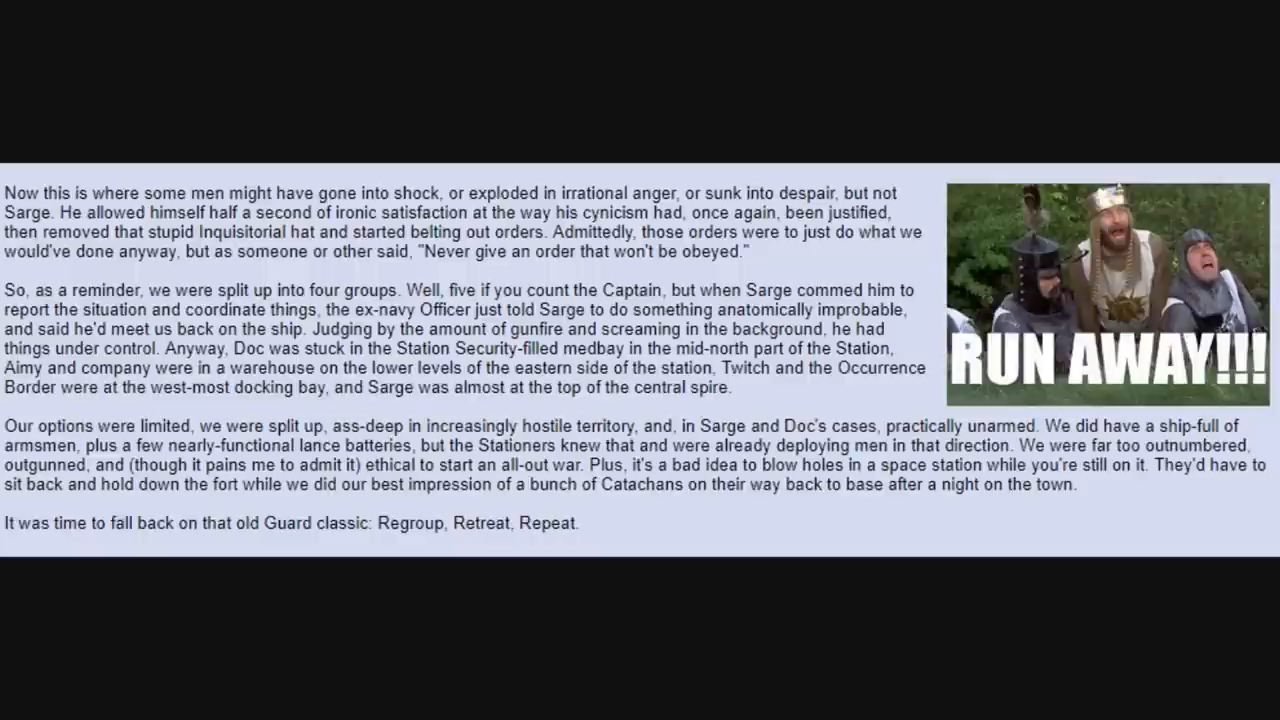 Now this is where some men might have gone into shock, or exploded in irrational anger, or sunk into despair, but not
Sarge. He allowed himself half a second of ironic satisfaction at the way his cynicism had, once again, been justified,
then removed that stupid Inquisitorial hat and started belting out orders. Admittedly, those orders were to just do what we
would've done anyway, but as someone or other said, "Never give an order that won't be obeyed."
So, as a reminder, we were split up into four groups. Well, five if you count the Captain, but when Sarge commed him to
report the situation and coordinate things, the ex-navy Officer just told Sarge to do something anatomically improbable,
and said he'd meet us back on the ship. Judging by the amount of gunfire and screaming in the background, he had
things under control. Anyway, Doc was stuck in the Station Security-filled medbay in the mid-north part of the Station,
Aimy and company were in a warehouse on the lower levels of the eastern side of the station, Twitch and the Occurrence
Border were at the west-most docking bay, and Sarge was almost at the top of the central spire.
RUN AWAY!!!
Our options were limited, we were split up, ass-deep in increasingly hostile territory, and, in Sarge and Doc's cases, practically unarmed. We did have a ship-full of
armsmen, plus a few nearly-functional lance batteries, but the Stationers knew that and were already deploying men in that direction. We were far too outnumbered,
outgunned, and (though it pains me to admit it) ethical to start an all-out war. Plus, it's a bad idea to blow holes in a space station while you're still on it. They'd have to
sit back and hold down the fort while we did our best impression of a bunch of Catachans on their way back to base after a night on the town.
It was time to fall back on that old Guard classic: Regroup, Retreat, Repeat.